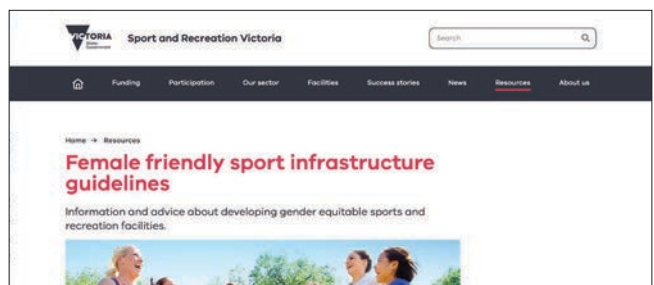 VICTORIA
State
Government
Sport and Recreation Victoria
Search
Funding Participation Our sector Facilities Success stories News Resources About us
Home → Resources
Female friendly sport infrastructure
guidelines
Information and advice about developing gender equitable sports and
recreation facilities.